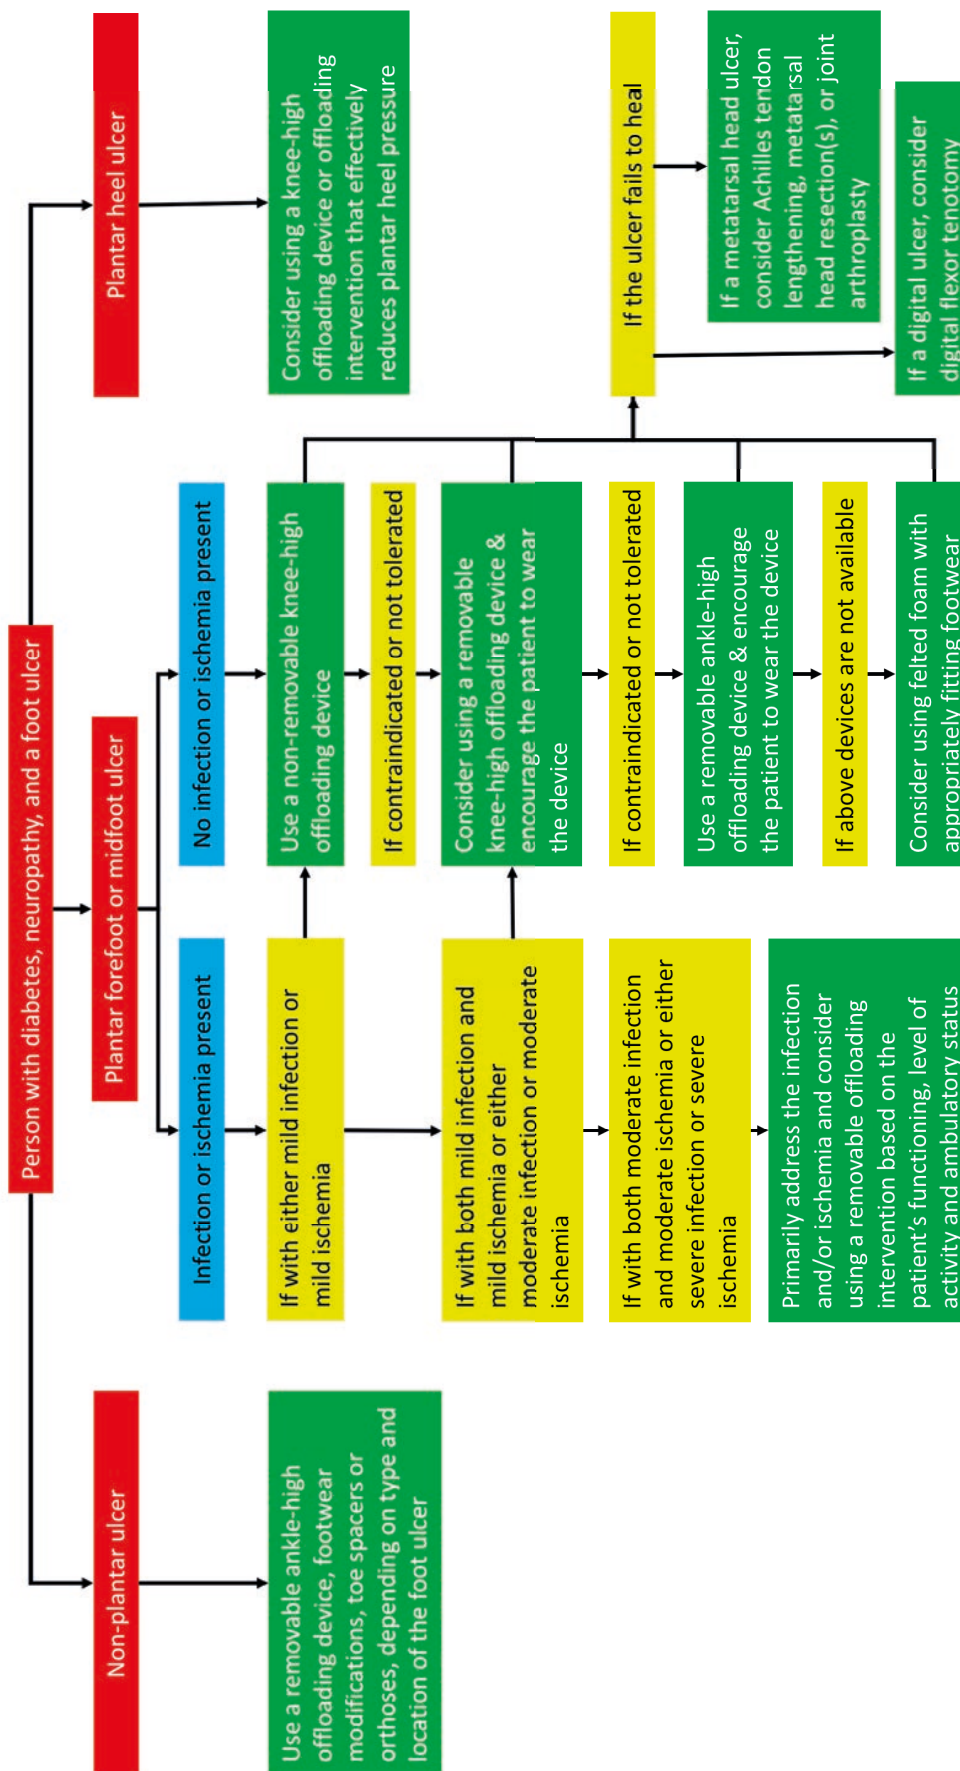 Person with diabetes, neuropathy, and a foot ulcer
Non-plantar ulcer
Use a removable ankle-high
offloading device, footwear
modifications, toe spacers or
orthoses, depending on type and
location of the foot ulcer
Plantar forefoot or midfoot ulcer
Infection or ischemia present
If with either mild infection or
mild ischemia
If with both mild infection and
mild ischemia or either
moderate infection or moderate
ischemia
If with both moderate infection
and moderate ischemia or either
severe infection or severe
ischemia
Primarily address the infection
and/or ischemia and consider
using a removable offloading
intervention based on the
patient's functioning, level of
activity and ambulatory status
No infection or ischemia present
Use a non-removable knee-high
offloading device
If contraindicated or not tolerated
Consider using a removable
knee-high offloading device &
encourage the patient to wear
the device
If contraindicated or not tolerated
Use a removable ankle-high
offloading device & encourage
the patient to wear the device
If above devices are not available
Consider using felted foam with
appropriately fitting footwear
Plantar heel ulcer
Consider using a knee-high
offloading device or offloading
intervention that effectively
reduces plantar heel pressure
If the ulcer fails to heal
If a metatarsal head ulcer,
consider Achilles tendon
lengthening, metatarsal
head resection(s), or joint
arthroplasty
If a digital ulcer, consider
digital flexor tenotomy